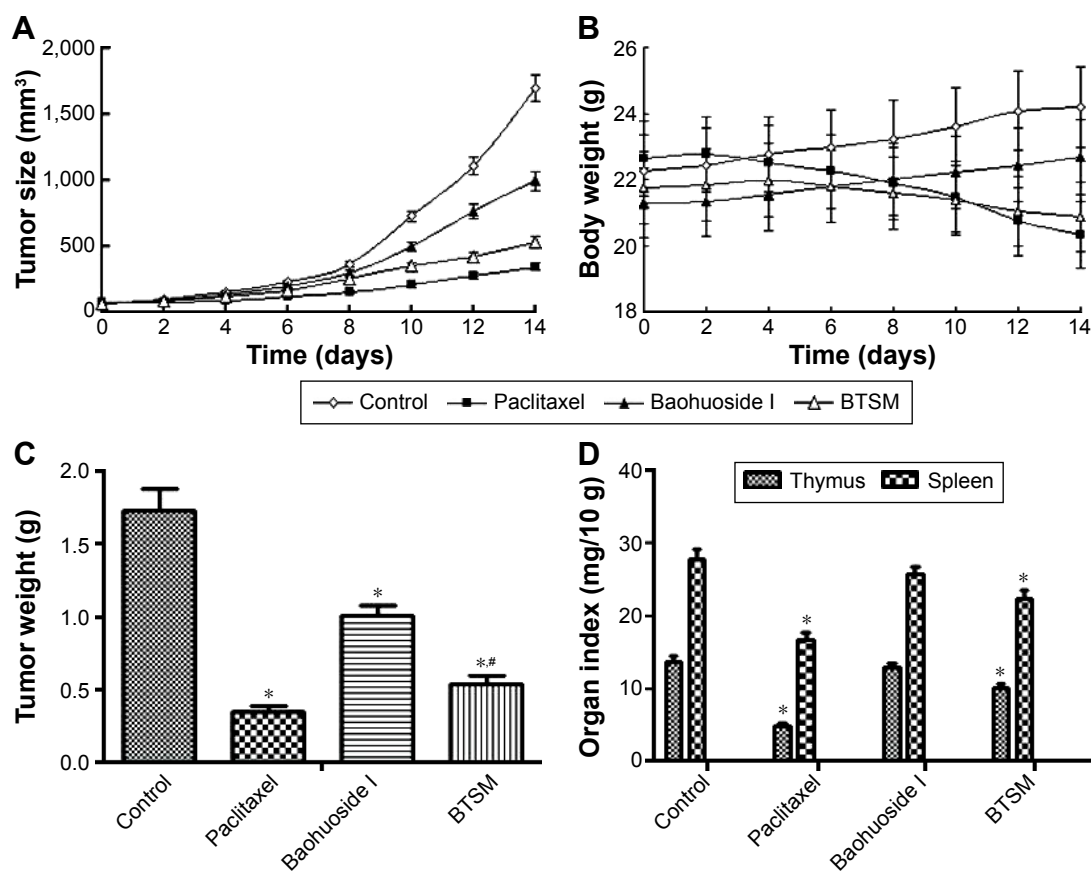 A
Tumor size (mm³)
2,000
1,500
1,000
500
0
0 2 4 6 8 10 12 14
Time (days)
B
Body weight (g)
26
24
22
20
18
0 2 4 6 8 10 12 14
Time (days)
Control Paclitaxel Baohuoside I BTSM
C
Tumor weight (g)
2.0
1.5
1.0
0.5
0.0
*
*
*,#
Control Paclitaxel Baohuoside I BTSM
D
Organ index (mg/10 g)
40
30
20
10
0
Thymus Spleen
*
*
*
*
Control Paclitaxel Baohuoside I BTSM